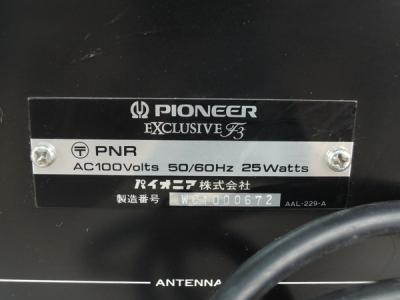 PIONEER
EXCLUSIVE F3
〒 PNR
AC100Volts 50/60Hz 25Watts
パイオニア株式会社
製造番号 AAL-229-A
ANTENNA